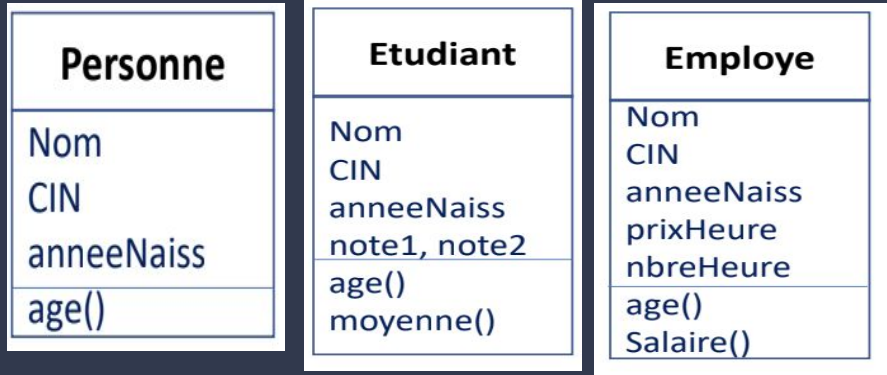 Personne
Nom
CIN
anneeNaiss
age()
Etudiant
Nom
CIN
anneeNaiss
note1, note2
age()
moyenne()
Employe
Nom
CIN
anneeNaiss
prixHeure
nbreHeure
age()
Salaire()